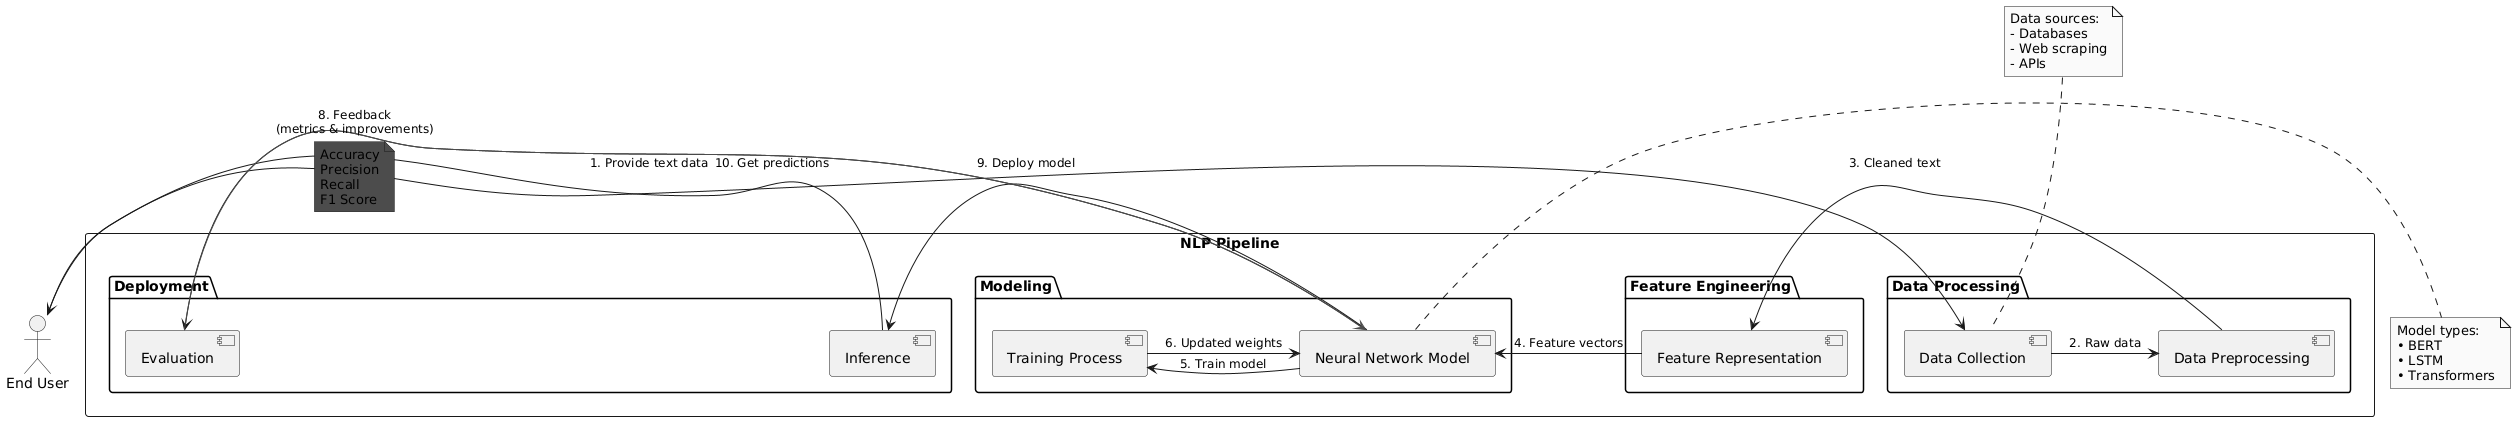 Data sources:
- Databases
- Web scraping
- APIs
8. Feedback
(metrics & improvements)
Accuracy
Precision
Recall
F1 Score
1. Provide text data
10. Get predictions
9. Deploy model
3. Cleaned text
NLP Pipeline
Deployment
Modeling
Feature Engineering
Data Processing
Evaluation
Inference
Training Process
6. Updated weights
5. Train model
Neural Network Model
4. Feature vectors
Feature Representation
Data Collection
2. Raw data
Data Preprocessing
Model types:
• BERT
• LSTM
• Transformers
End User